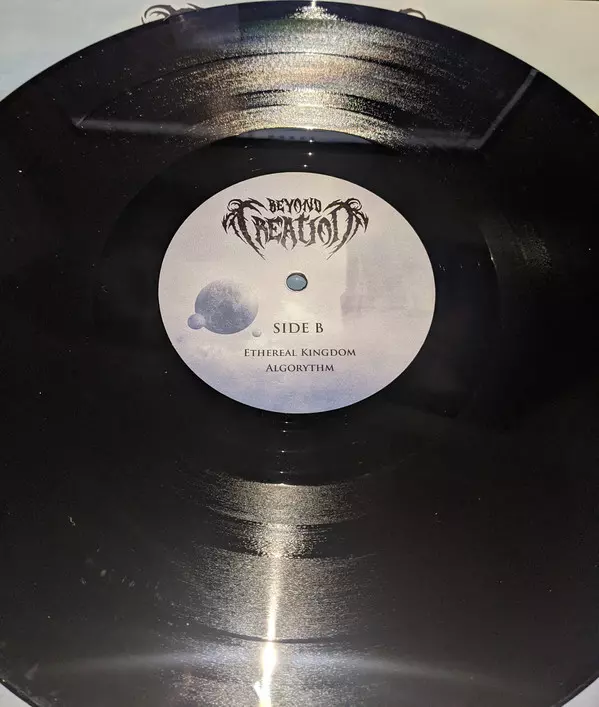 BEYOND
CREATION
SIDE B
ETHEREAL KINGDOM
ALGORYTHM